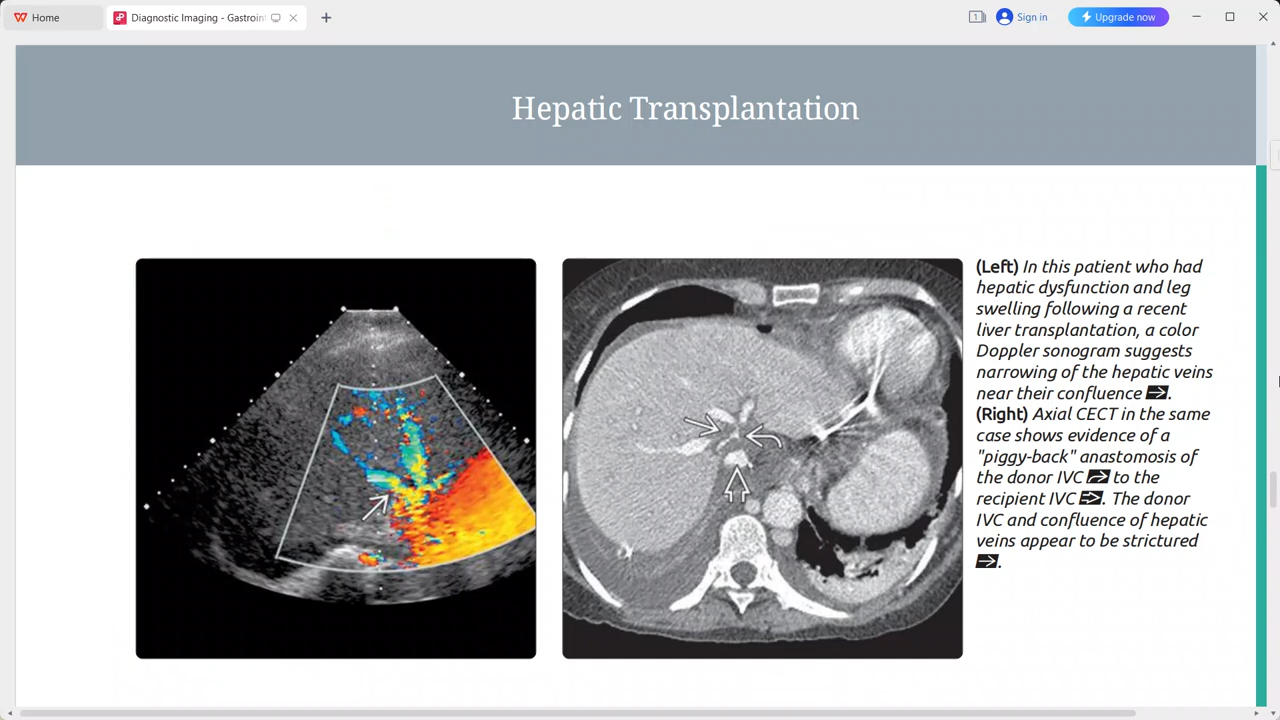 Home
Diagnostic Imaging - Gastroint
Sign in
Upgrade now
Hepatic Transplantation
(Left) In this patient who had
hepatic dysfunction and leg
swelling following a recent
liver transplantation, a color
Doppler sonogram suggests
narrowing of the hepatic veins
near their confluence ➡.
(Right) Axial CECT in the same
case shows evidence of a
"piggy-back" anastomosis of
the donor IVC ➡ to the
recipient IVC ➡. The donor
IVC and confluence of hepatic
veins appear to be strictured
➡.